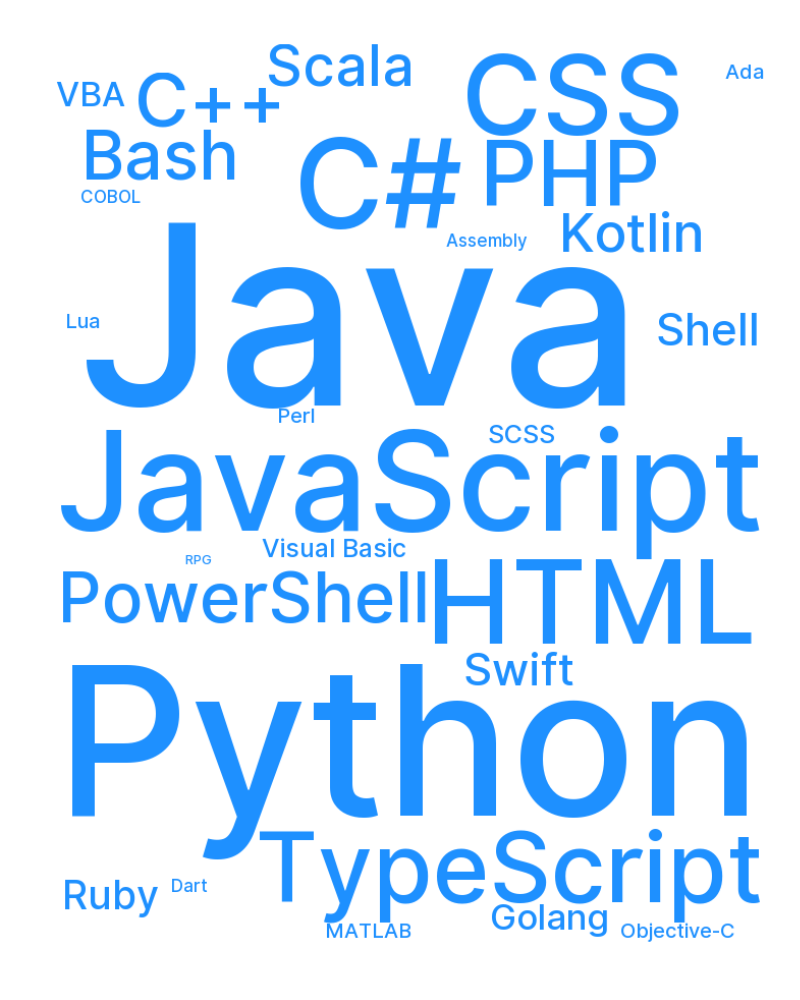 Scala
CSS
Ada
VBA
C++
Bash
C#
PHP
COBOL
Kotlin
Assembly
Java
Lua
Shell
Perl
SCSS
JavaScript
Visual Basic
RPG
PowerShell
HTML
Swift
Python
TypeScript
Ruby
Dart
Golang
MATLAB
Objective-C